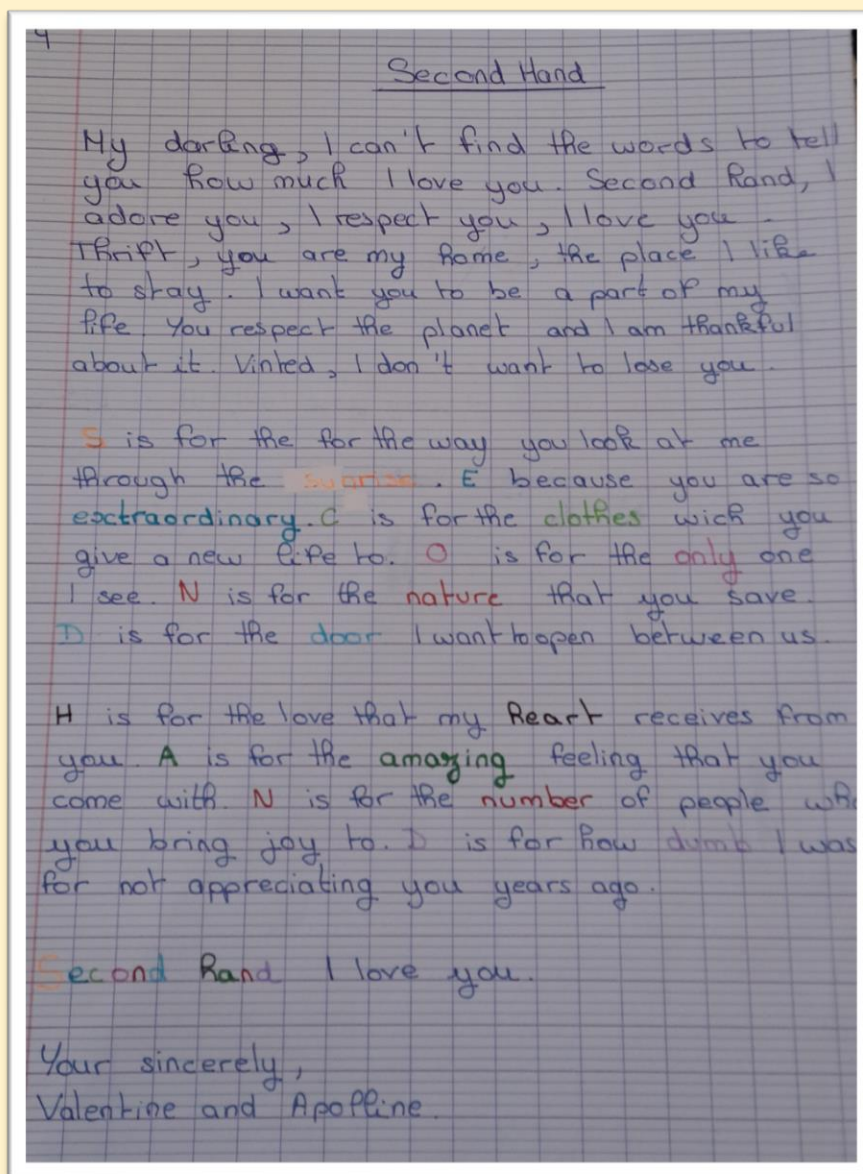 4
Second Hand
My darling, I can't find the words to tell
you how much I love you. Second hand, I
adore you, I respect you, I love you.
Thrift, you are my home, the place I like
to stay. I want you to be a part of my
life. You respect the planet and I am thankful
about it. Vinted, I don't want to lose you.
S is for the for the way you look at me
through the sunrise. E because you are so
exctraordinary. C is for the clothes wich you
give a new life to. O is for the only one
I see. N is for the nature that you save.
D is for the door I want to open between us.
H is for the love that my heart receives from
you. A is for the amazing feeling that you
come with. N is for the number of people who
you bring joy to. D is for how dumb I was
for not appreciating you years ago.
Second hand I love you.
Your sincerely,
Valentine and Apolline.